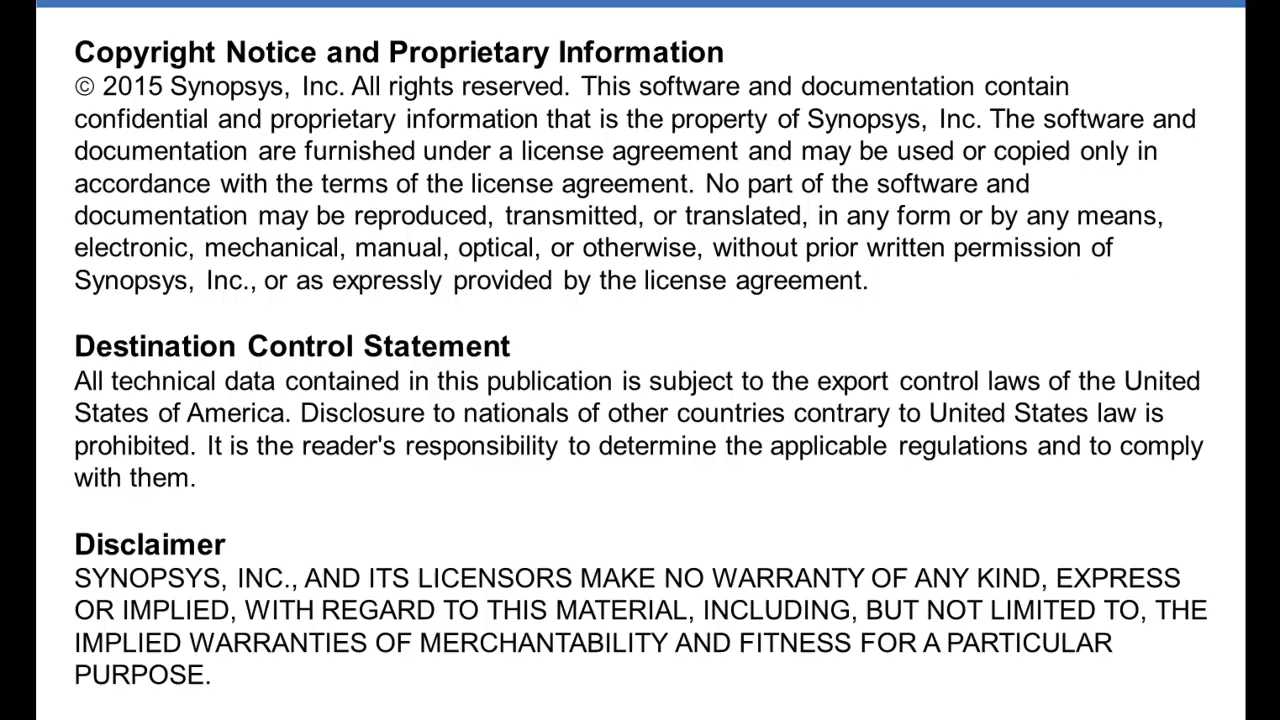 Copyright Notice and Proprietary Information
© 2015 Synopsys, Inc. All rights reserved. This software and documentation contain
confidential and proprietary information that is the property of Synopsys, Inc. The software and
documentation are furnished under a license agreement and may be used or copied only in
accordance with the terms of the license agreement. No part of the software and
documentation may be reproduced, transmitted, or translated, in any form or by any means,
electronic, mechanical, manual, optical, or otherwise, without prior written permission of
Synopsys, Inc., or as expressly provided by the license agreement.
Destination Control Statement
All technical data contained in this publication is subject to the export control laws of the United
States of America. Disclosure to nationals of other countries contrary to United States law is
prohibited. It is the reader's responsibility to determine the applicable regulations and to comply
with them.
Disclaimer
SYNOPSYS, INC., AND ITS LICENSORS MAKE NO WARRANTY OF ANY KIND, EXPRESS
OR IMPLIED, WITH REGARD TO THIS MATERIAL, INCLUDING, BUT NOT LIMITED TO, THE
IMPLIED WARRANTIES OF MERCHANTABILITY AND FITNESS FOR A PARTICULAR
PURPOSE.